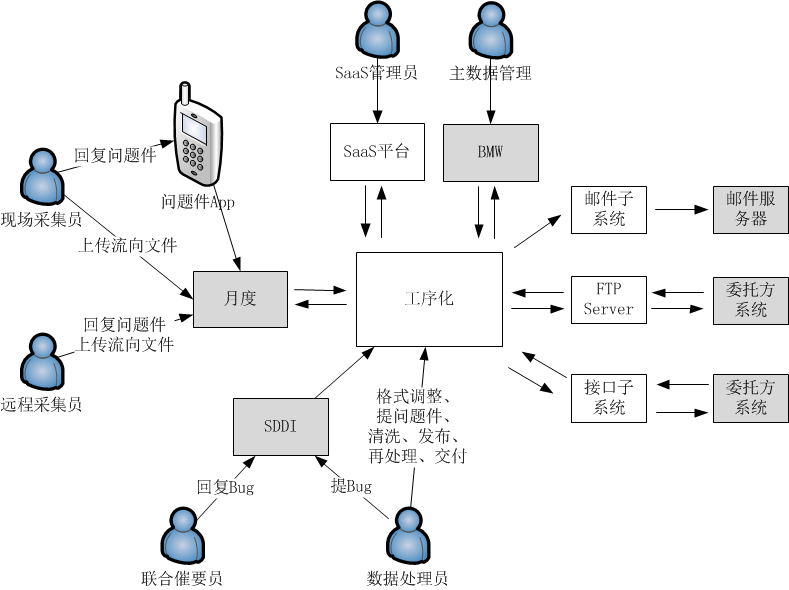 SaaS管理员
主数据管理
回复问题件
SaaS平台
BMW
问题件App
现场采集员
邮件子
系统
邮件服
务器
上传流向文件
月度
工序化
FTP
Server
委托方
系统
回复问题件
上传流向文件
远程采集员
接口子
系统
委托方
系统
格式调整、
提问题件、
清洗、发布、
再处理、交付
SDDI
回复Bug
提Bug
联合催要员
数据处理员